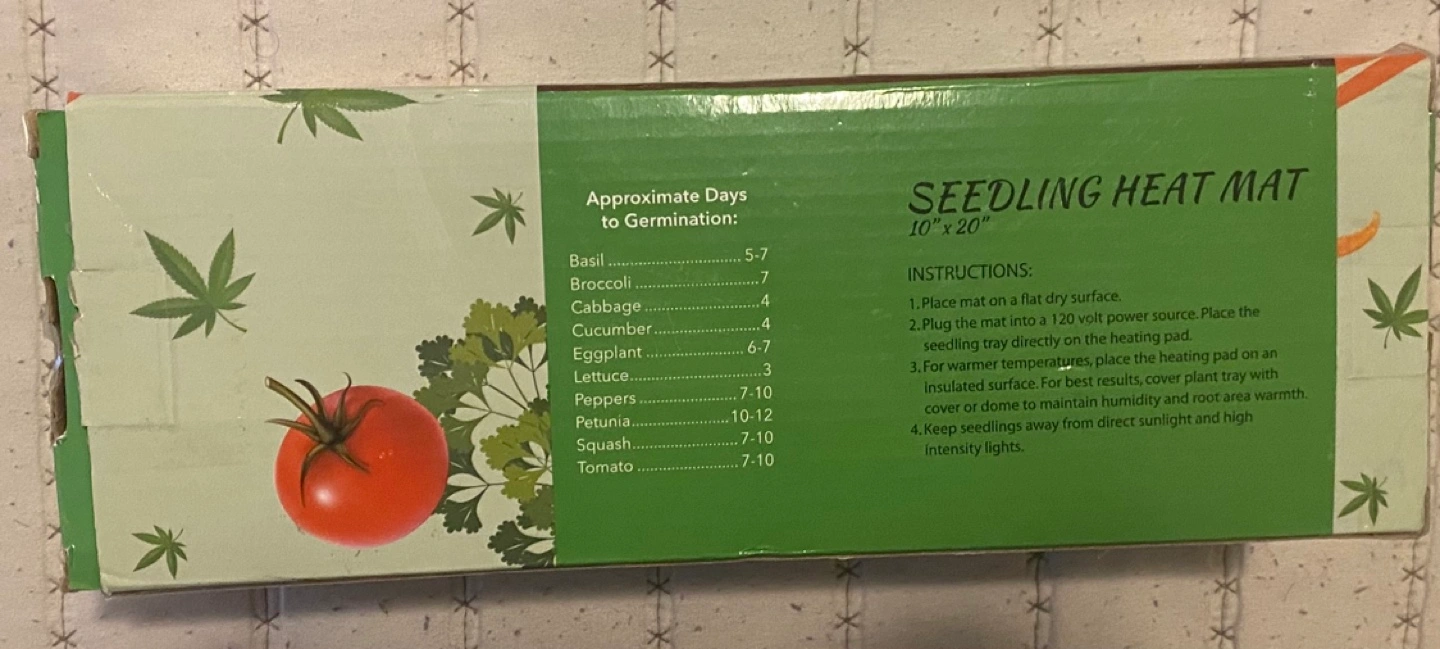 Approximate Days
to Germination:
Basil .............................. 5-7
Broccoli ............................7
Cabbage ..........................4
Cucumber........................4
Eggplant ...................... 6-7
Lettuce..............................3
Peppers ......................7-10
Petunia......................10-12
Squash........................7-10
Tomato .......................7-10
SEEDLING HEAT MAT
10" x 20"
INSTRUCTIONS:
1.Place mat on a flat dry surface.
2.Plug the mat into a 120 volt power source. Place the
seedling tray directly on the heating pad.
3.For warmer temperatures, place the heating pad on an
insulated surface. For best results, cover plant tray with
cover or dome to maintain humidity and root area warmth.
4.Keep seedlings away from direct sunlight and high
intensity lights.